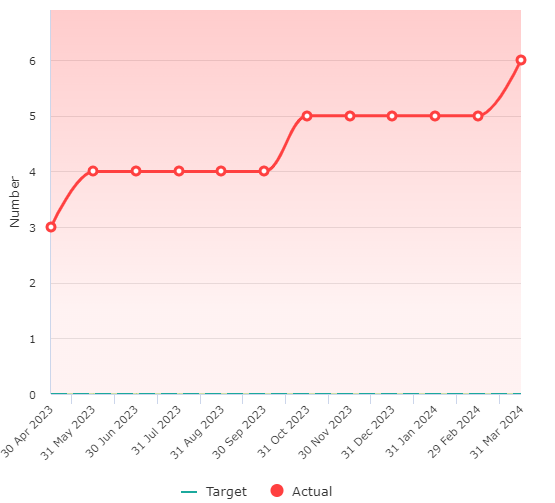 6
5
4
3
2
1
0
Number
30 Apr 2023
31 May 2023
30 Jun 2023
31 Jul 2023
31 Aug 2023
30 Sep 2023
31 Oct 2023
30 Nov 2023
31 Dec 2023
31 Jan 2024
29 Feb 2024
31 Mar 2024
Target Actual